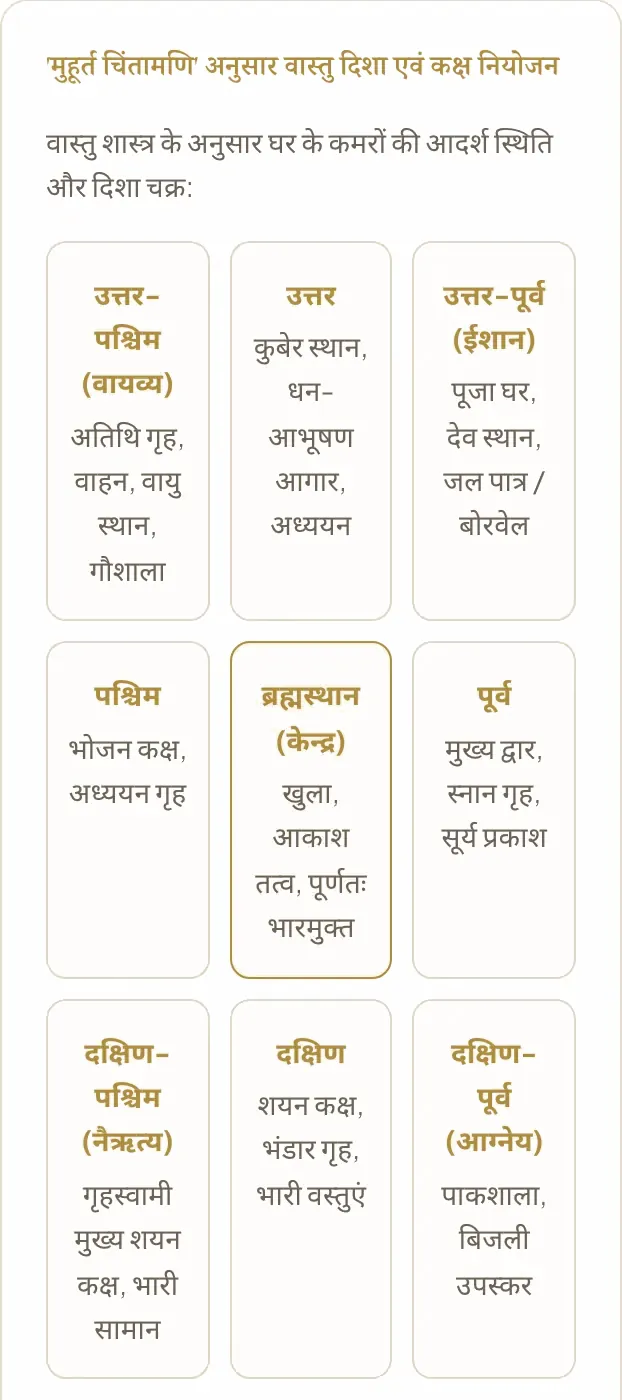 'मुहूर्त चिंतामणि' अनुसार वास्तु दिशा एवं कक्ष नियोजन
वास्तु शास्त्र के अनुसार घर के कमरों की आदर्श स्थिति
और दिशा चक्र:
उत्तर-
पश्चिम
(वायव्य)
अतिथि गृह,
वाहन, वायु
स्थान,
गौशाला
उत्तर
कुबेर स्थान,
धन-
आभूषण
आगार,
अध्ययन
उत्तर-पूर्व
(ईशान)
पूजा घर,
देव स्थान,
जल पात्र /
बोरवेल
पश्चिम
भोजन कक्ष,
अध्ययन गृह
ब्रह्मस्थान
(केन्द्र)
खुला,
आकाश
तत्व, पूर्णतः
भारमुक्त
पूर्व
मुख्य द्वार,
स्नान गृह,
सूर्य प्रकाश
दक्षिण-
पश्चिम
(नैऋत्य)
गृहस्वामी
मुख्य शयन
कक्ष, भारी
सामान
दक्षिण
शयन कक्ष,
भंडार गृह,
भारी वस्तुएं
दक्षिण-
पूर्व
(आग्नेय)
पाकशाला,
बिजली
उपस्कर